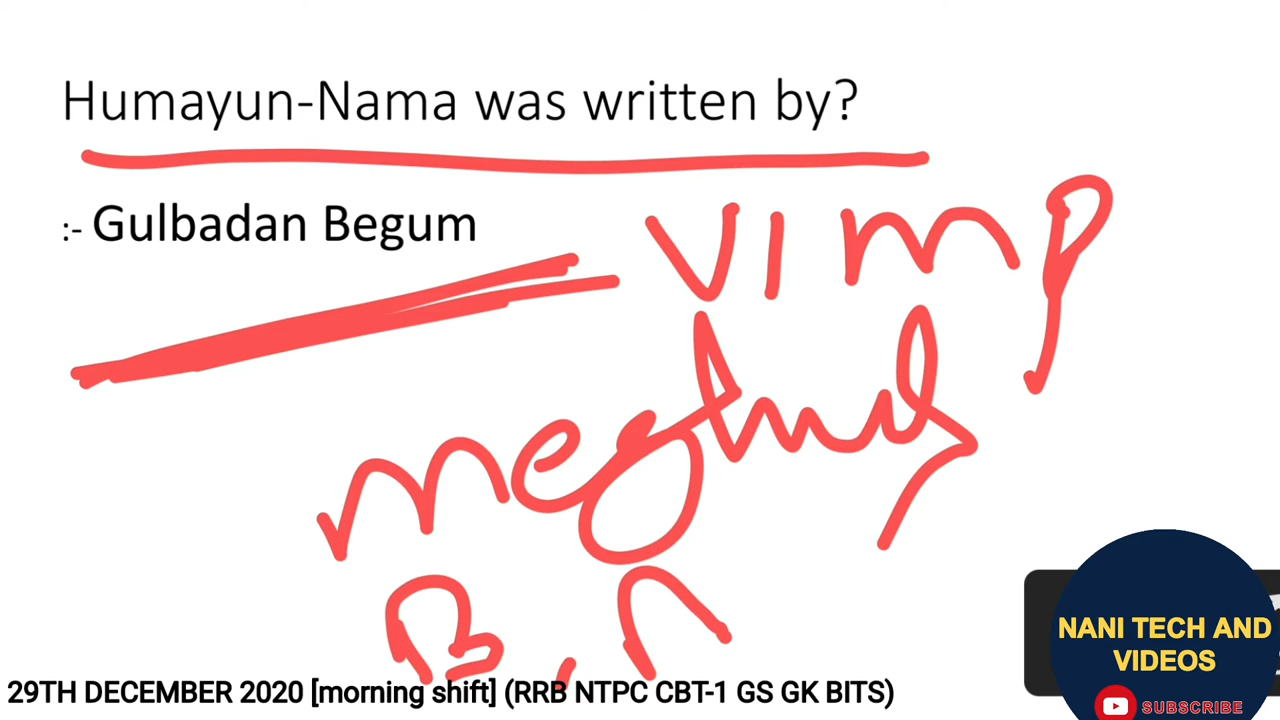 Humayun-Nama was written by?
:- Gulbadan Begum
VImp
29TH DECEMBER 2020 [morning shift] (RRB NTPC CBT-1 GS GK BITS)
NANI TECH AND
VIDEOS
SUBSCRIBE